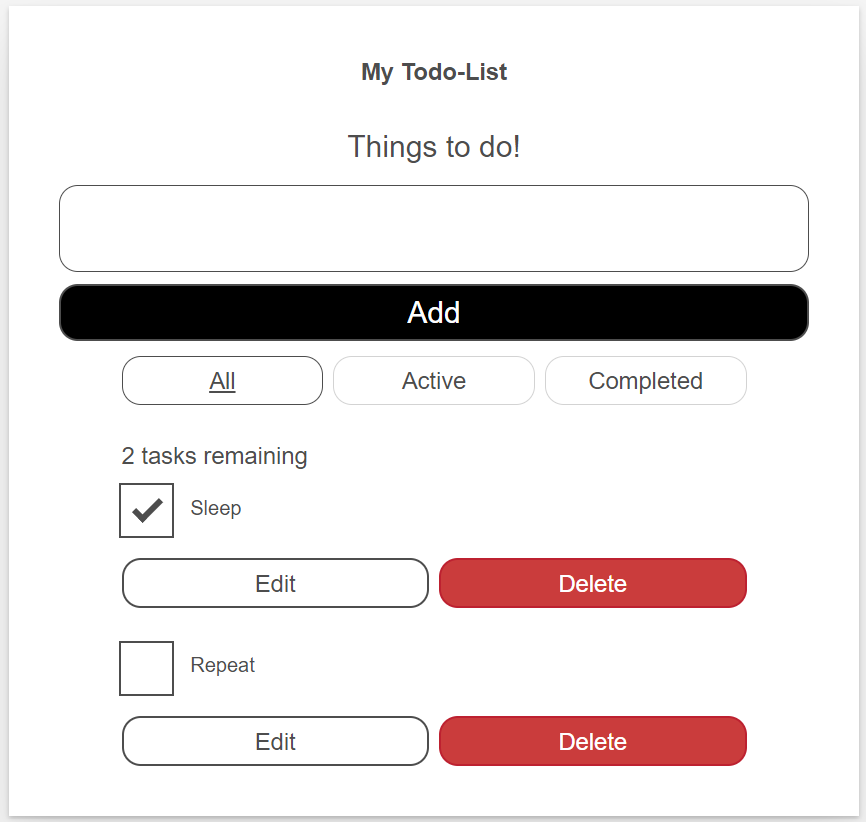 My Todo-List
Things to do!
Add
All Active Completed
2 tasks remaining
Sleep
Edit Delete
Repeat
Edit Delete